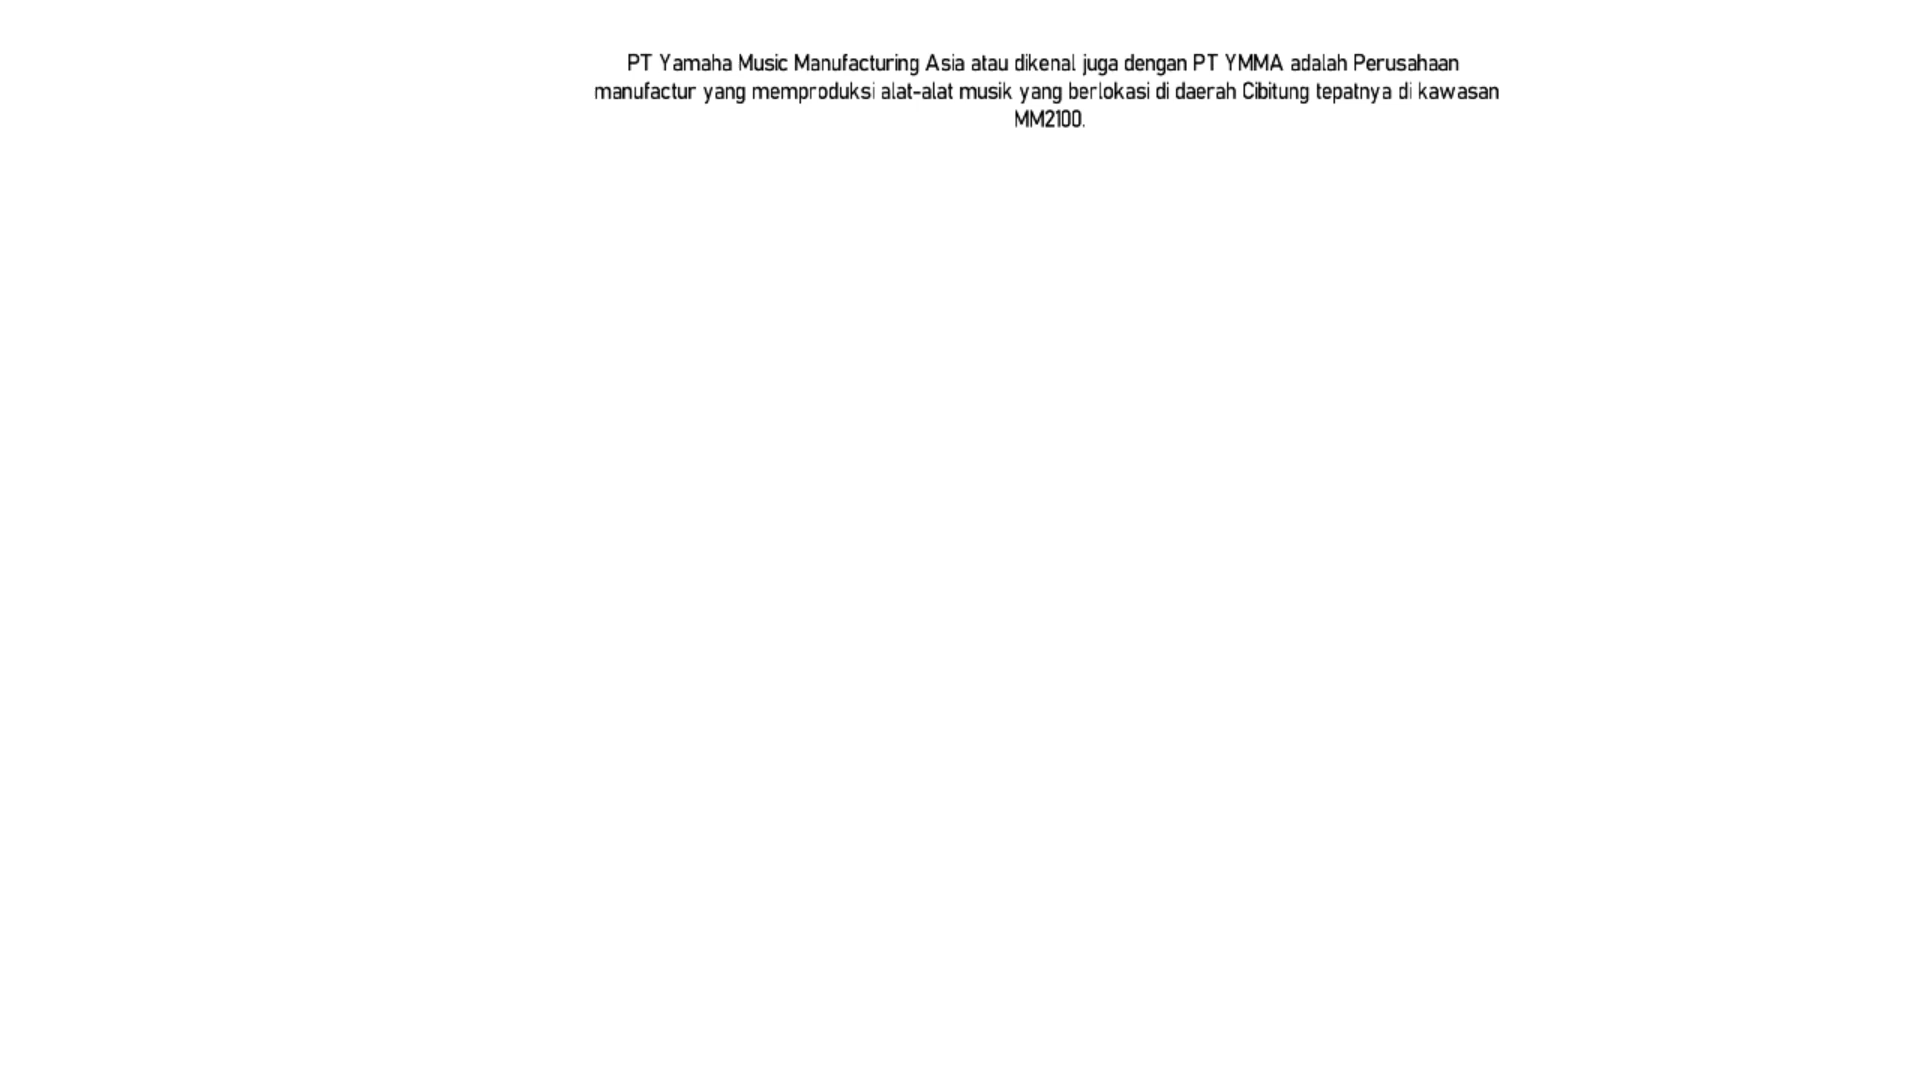 PT Yamaha Music Manufacturing Asia atau dikenal juga dengan PT YMMA adalah Perusahaan
manufactur yang memproduksi alat-alat musik yang berlokasi di daerah Cibitung tepatnya di kawasan
MM2100.